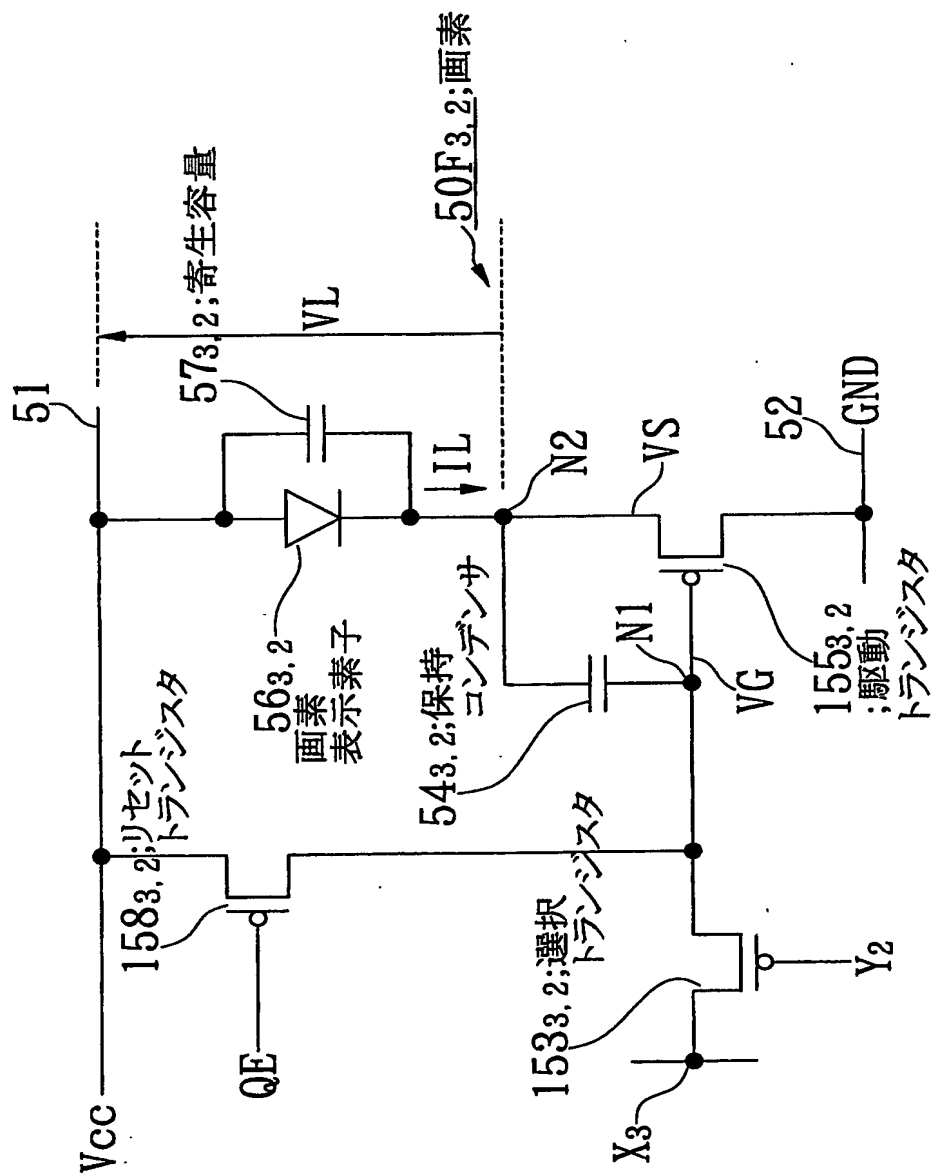 Vcc
51
158₃,₂;リセット
トランジスタ
QE
56₃,₂
画素
表示素子
57₃,₂;寄生容量
VL
IL
50F₃,₂;画素
54₃,₂;保持
コンデンサ
N2
VS
N1
VG
153₃,₂;選択
トランジスタ
X₃
Y₂
155₃,₂
;駆動
トランジスタ
52
GND